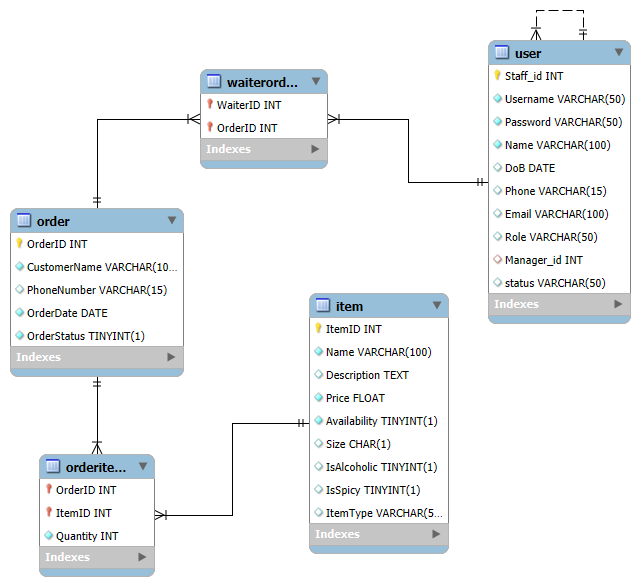 user
Staff_id INT
Username VARCHAR(50)
Password VARCHAR(50)
Name VARCHAR(100)
DoB DATE
Phone VARCHAR(15)
Email VARCHAR(100)
Role VARCHAR(50)
Manager_id INT
status VARCHAR(50)
Indexes
waiterord...
WaiterID INT
OrderID INT
Indexes
order
OrderID INT
CustomerName VARCHAR(10...
PhoneNumber VARCHAR(15)
OrderDate DATE
OrderStatus TINYINT(1)
Indexes
item
ItemID INT
Name VARCHAR(100)
Description TEXT
Price FLOAT
Availability TINYINT(1)
Size CHAR(1)
IsAlcoholic TINYINT(1)
IsSpicy TINYINT(1)
ItemType VARCHAR(5...
Indexes
orderite...
OrderID INT
ItemID INT
Quantity INT
Indexes